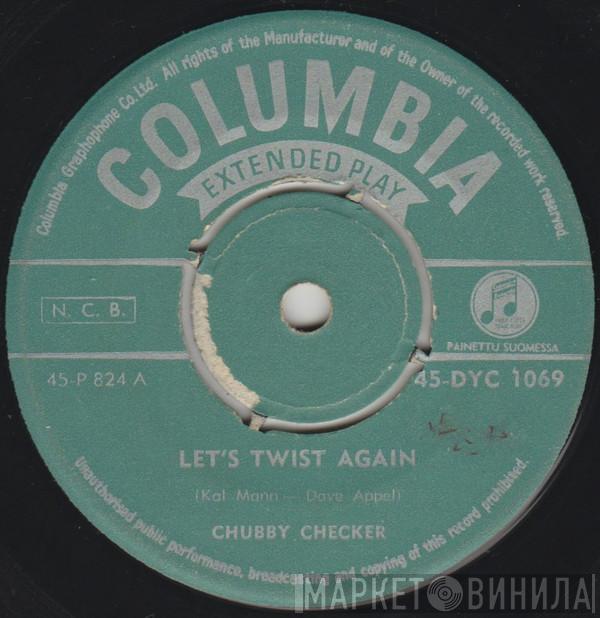 Columbia Graphophone Co. Ltd. All rights of the Manufacturer and of the Owner of the recorded work reserved
COLUMBIA
EXTENDED PLAY
N. C. B.
PAINETTU SUOMESSA
45-P 824 A
45-DYC 1069
LET'S TWIST AGAIN
(Kal Mann — Dave Appel)
CHUBBY CHECKER
Unauthorised public performance, broadcasting and copying of this record prohibited.
МАРКЕТ ВИНИЛА